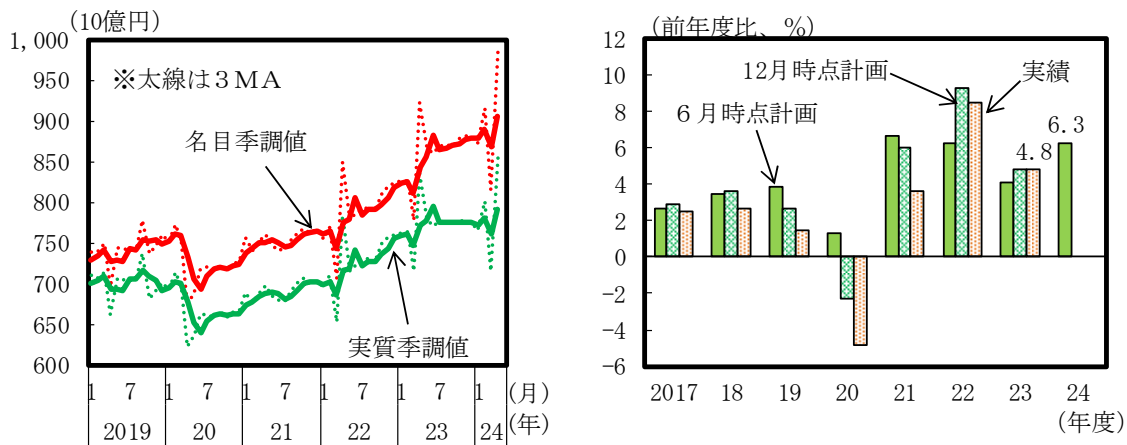 (10億円)
1,000
950
900
850
800
750
700
650
600
※太線は3MA
名目季調値
実質季調値
1 7 1 7 1 7 1 7 1 7 1 (月)
2019 20 21 22 23 24 (年)
(前年度比、%)
12
10
8
6
4
2
0
-2
-4
-6
12月時点計画
実績
6月時点計画
6.3
4.8
2017 18 19 20 21 22 23 24
(年度)